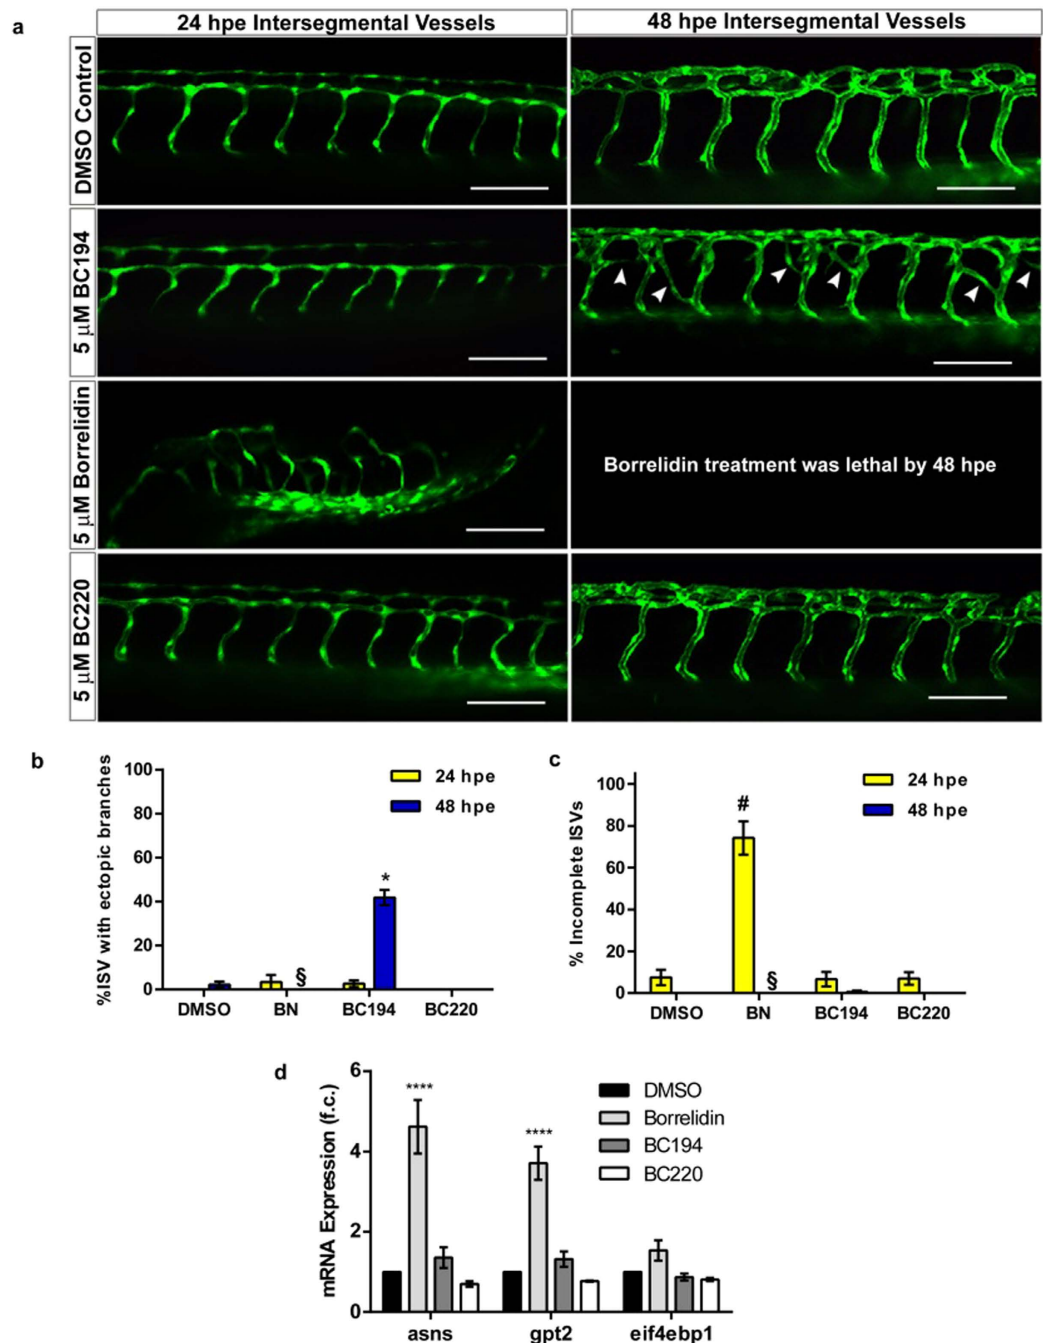 a
24 hpe Intersegmental Vessels
48 hpe Intersegmental Vessels
DMSO Control
5 μM BC194
5 μM Borrelidin
Borrelidin treatment was lethal by 48 hpe
5 μM BC220
b
%ISV with ectopic branches
100
80
60
40
20
0
24 hpe
48 hpe
§
*
DMSO
BN
BC194
BC220
c
% Incomplete ISVs
100
80
60
40
20
0
24 hpe
48 hpe
#
§
DMSO
BN
BC194
BC220
d
mRNA Expression (f.c.)
6
4
2
0
****
****
DMSO
Borrelidin
BC194
BC220
asns
gpt2
eif4ebp1